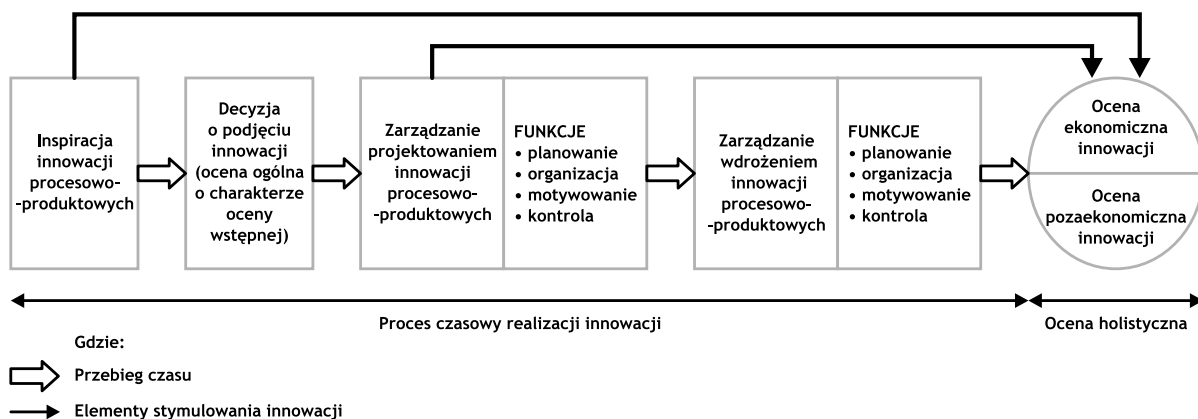 Inspiracja
innowacji
procesowo-
-produktowych
Decyzja
o podjęciu
innowacji
(ocena ogólna
o charakterze
oceny
wstępnej)
Zarządzanie
projektowaniem
innowacji
procesowo-
-produktowych
FUNKCJE
• planowanie
• organizacja
• motywowanie
• kontrola
Zarządzanie
wdrożeniem
innowacji
procesowo-
-produktowych
FUNKCJE
• planowanie
• organizacja
• motywowanie
• kontrola
Ocena
ekonomiczna
innowacji
Ocena
pozaekonomiczna
innowacji
Proces czasowy realizacji innowacji
Ocena holistyczna
Gdzie:
Przebieg czasu
Elementy stymulowania innowacji